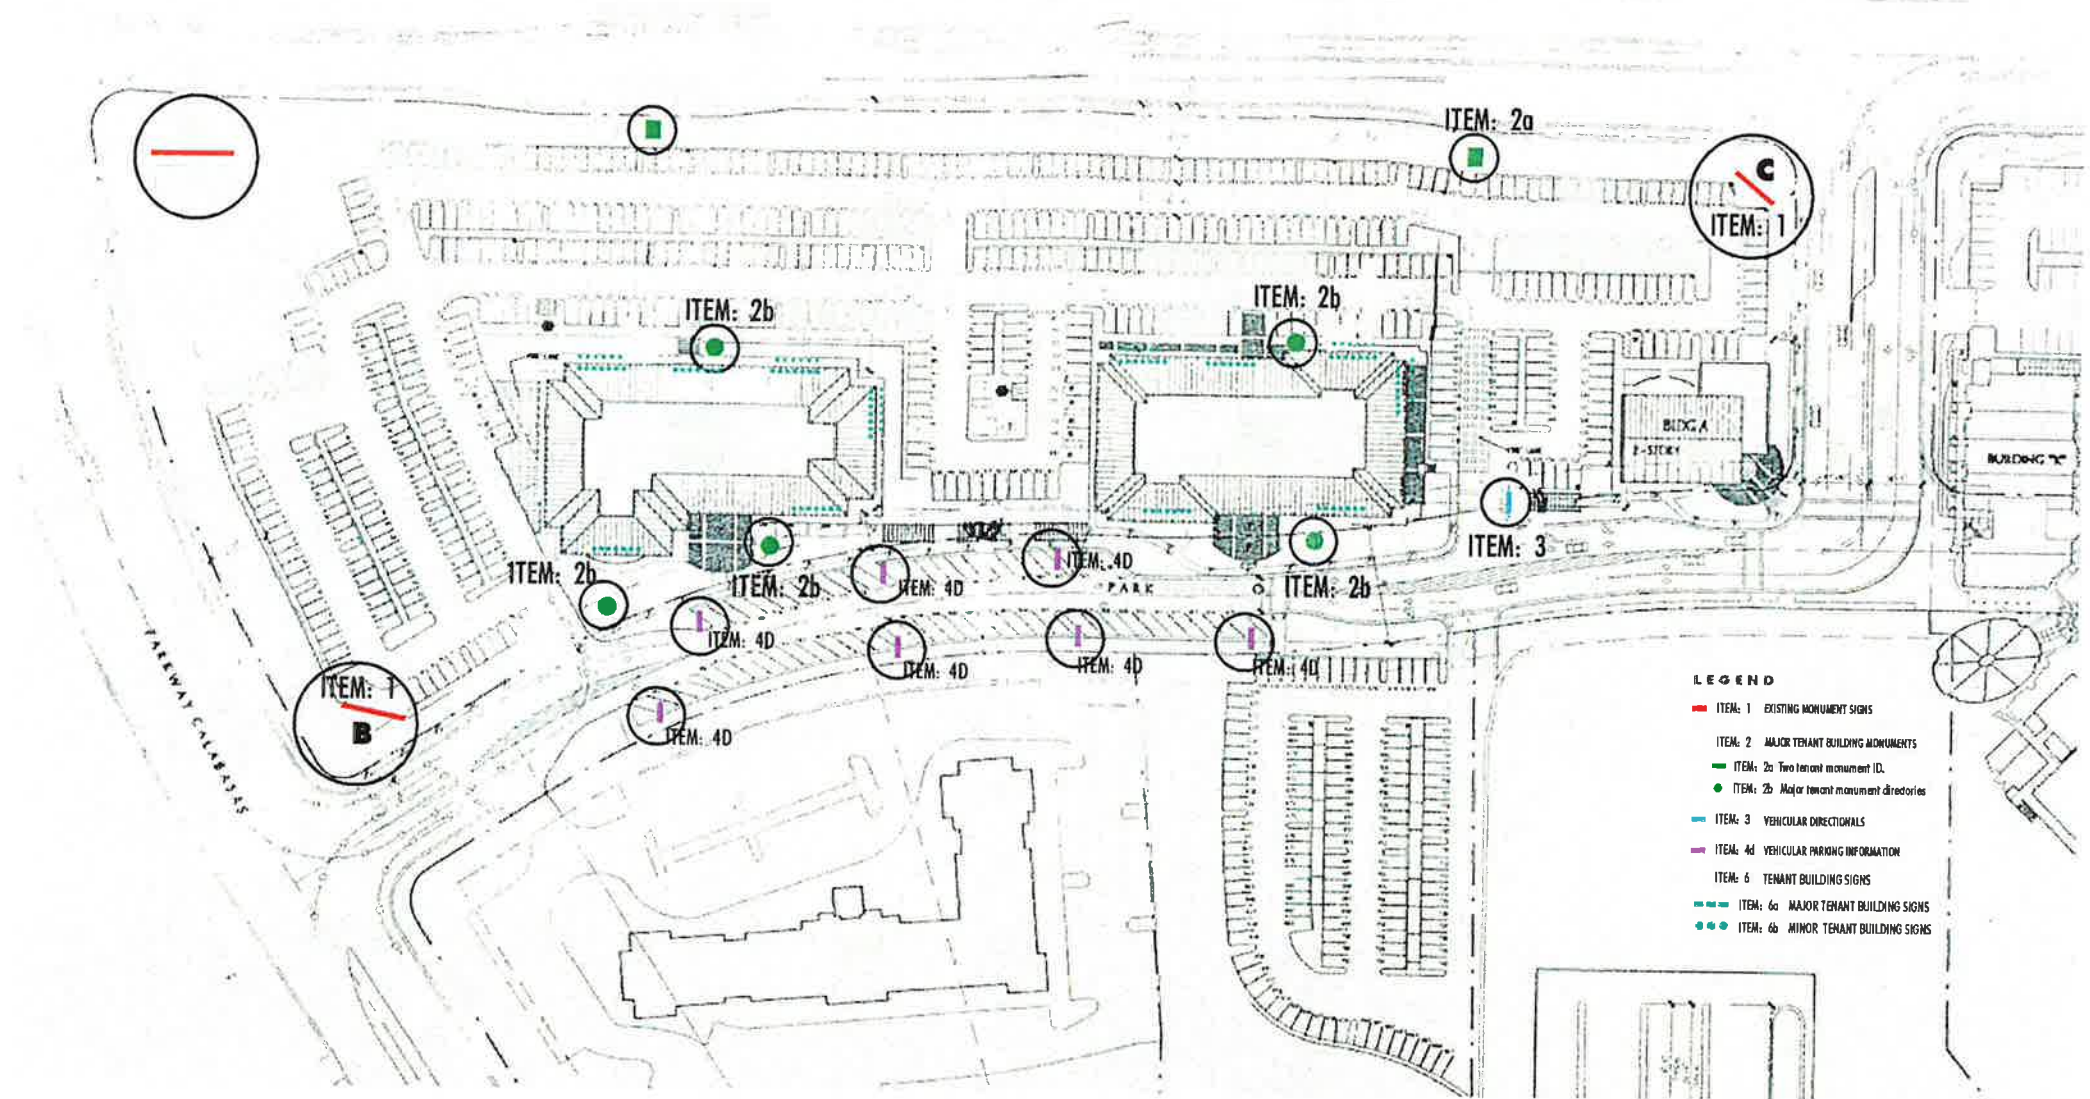 ITEM: 2a
C
ITEM: 1
ITEM: 2b
ITEM: 2b
BLDG A
2-STORY
BUILDING "K"
ITEM: 3
ITEM: 2b
ITEM: 2b
ITEM: 2b
ITEM: 4D
ITEM: 4D
PARK
ITEM: 4D
ITEM: 4D
ITEM: 4D
ITEM: 4D
ITEM: 4D
ITEM: 1
B
PARKWAY CALABASAS
LEGEND
ITEM: 1 EXISTING MONUMENT SIGNS
ITEM: 2 MAJOR TENANT BUILDING MONUMENTS
ITEM: 2a Two tenant monument ID.
ITEM: 2b Major tenant monument directories
ITEM: 3 VEHICULAR DIRECTIONALS
ITEM: 4d VEHICULAR PARKING INFORMATION
ITEM: 6 TENANT BUILDING SIGNS
ITEM: 6a MAJOR TENANT BUILDING SIGNS
ITEM: 6b MINOR TENANT BUILDING SIGNS